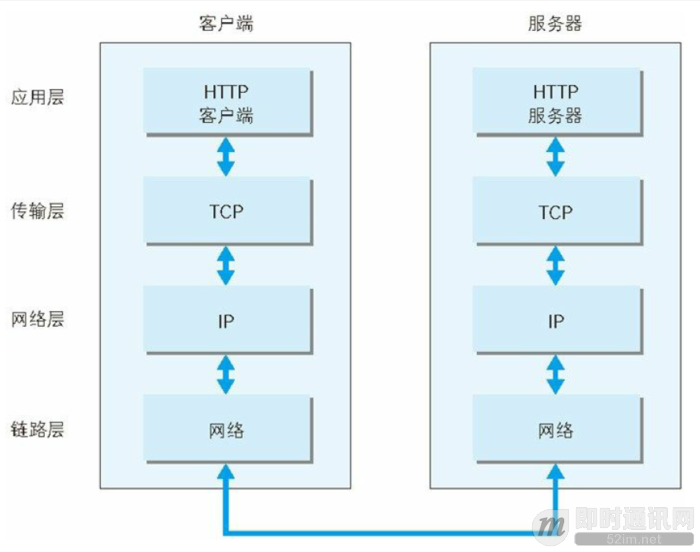 客户端
服务器
应用层
HTTP
客户端
HTTP
服务器
传输层
TCP
TCP
网络层
IP
IP
链路层
网络
网络
m
即时通讯网
52im.net